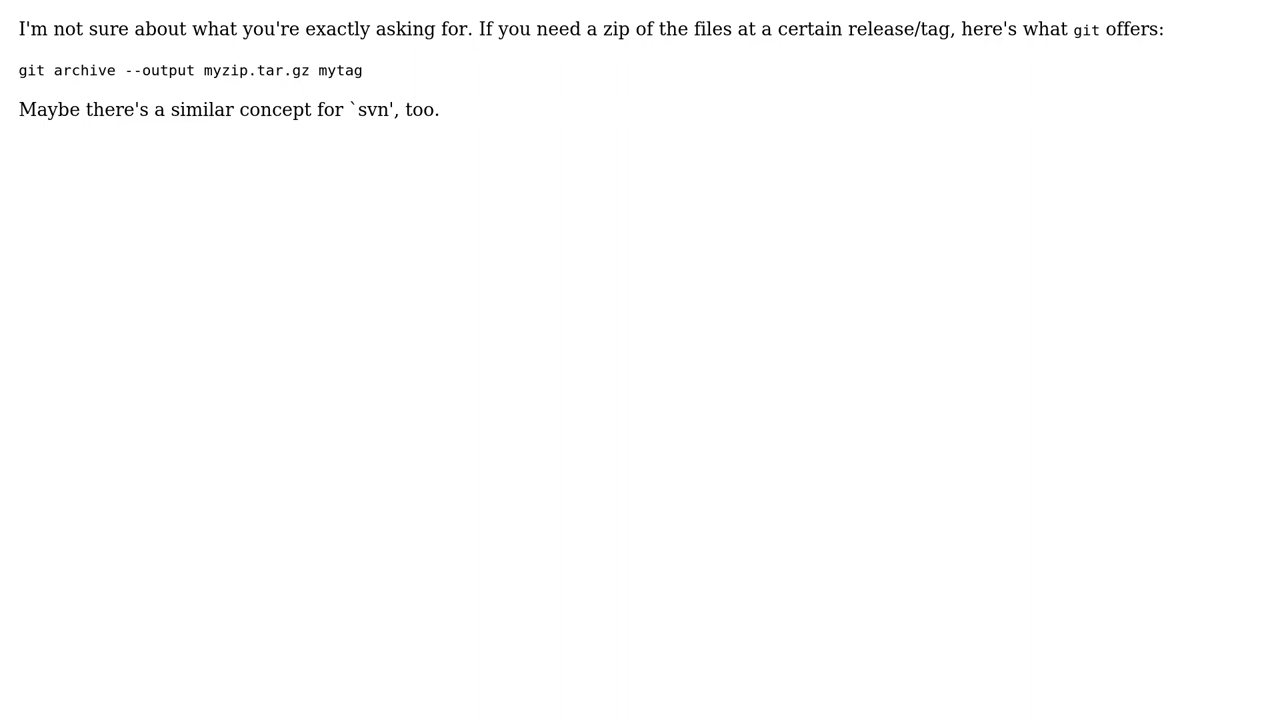 I'm not sure about what you're exactly asking for. If you need a zip of the files at a certain release/tag, here's what git offers:
git archive --output myzip.tar.gz mytag
Maybe there's a similar concept for `svn', too.